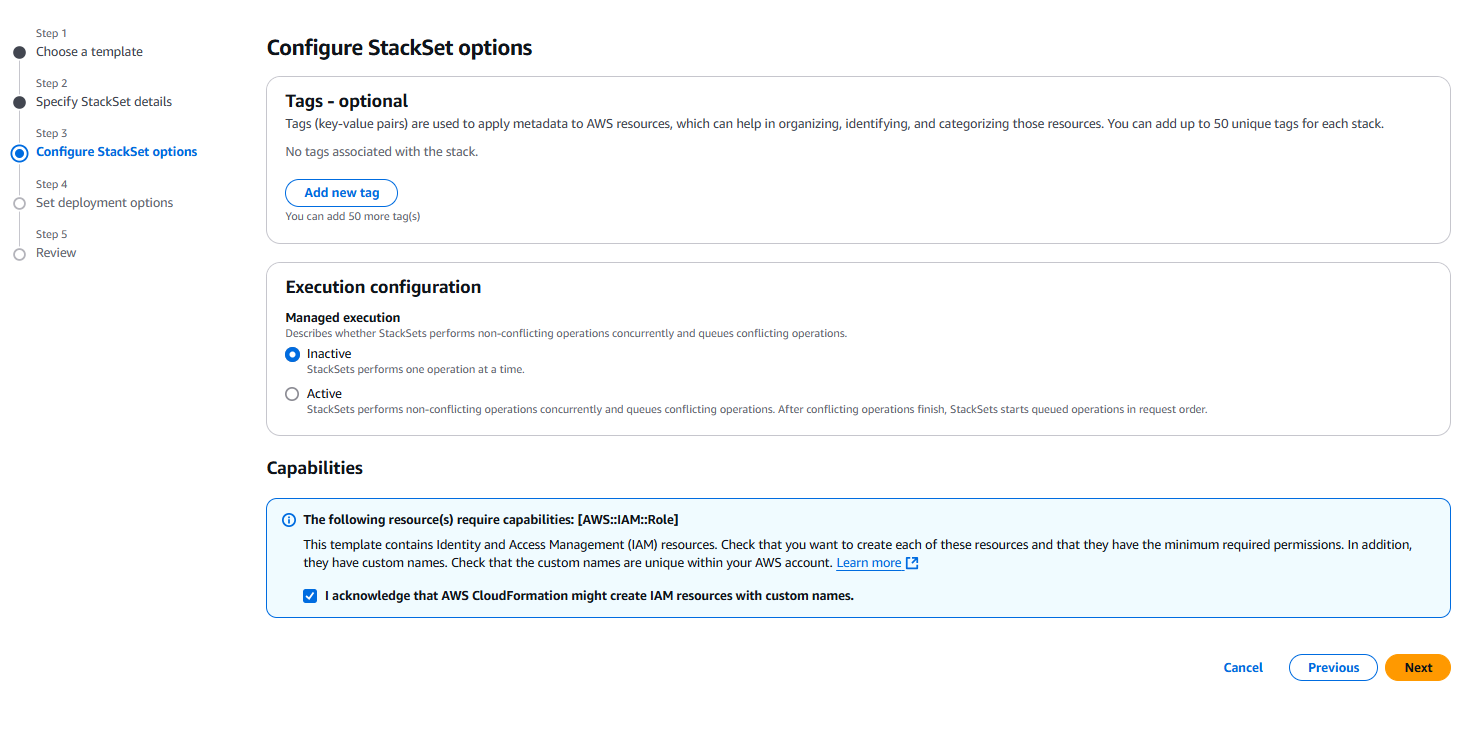 Step 1
Choose a template
Step 2
Specify StackSet details
Step 3
Configure StackSet options
Step 4
Set deployment options
Step 5
Review
Configure StackSet options
Tags - optional
Tags (key-value pairs) are used to apply metadata to AWS resources, which can help in organizing, identifying, and categorizing those resources. You can add up to 50 unique tags for each stack.
No tags associated with the stack.
Add new tag
You can add 50 more tag(s)
Execution configuration
Managed execution
Describes whether StackSets performs non-conflicting operations concurrently and queues conflicting operations.
Inactive
StackSets performs one operation at a time.
Active
StackSets performs non-conflicting operations concurrently and queues conflicting operations. After conflicting operations finish, StackSets starts queued operations in request order.
Capabilities
The following resource(s) require capabilities: [AWS::IAM::Role]
This template contains Identity and Access Management (IAM) resources. Check that you want to create each of these resources and that they have the minimum required permissions. In addition,
they have custom names. Check that the custom names are unique within your AWS account. Learn more
I acknowledge that AWS CloudFormation might create IAM resources with custom names.
Cancel
Previous
Next